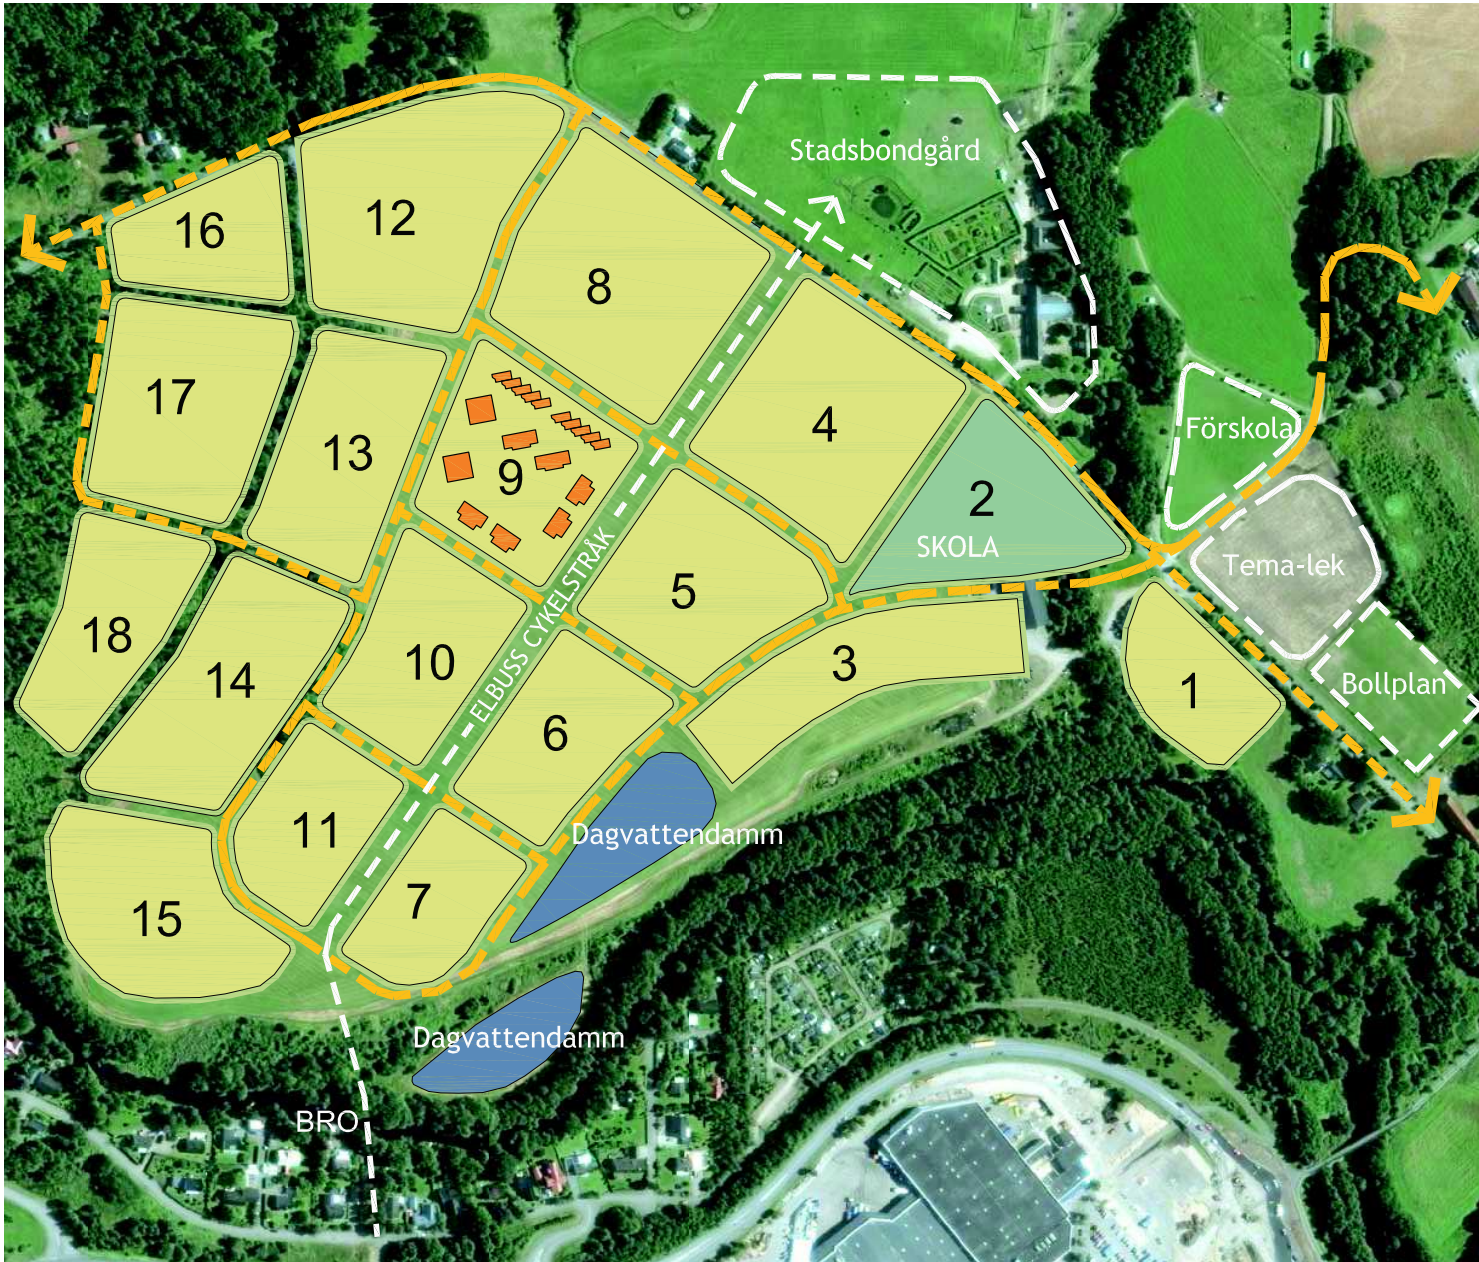 Stadsbondgård
16
12
8
17
13
4
Förskola
9
2
SKOLA
Tema-lek
5
ELBUSS CYKELSTRÅK
18
14
10
3
1
Bollplan
6
11
Dagvattendamm
7
15
Dagvattendamm
BRO